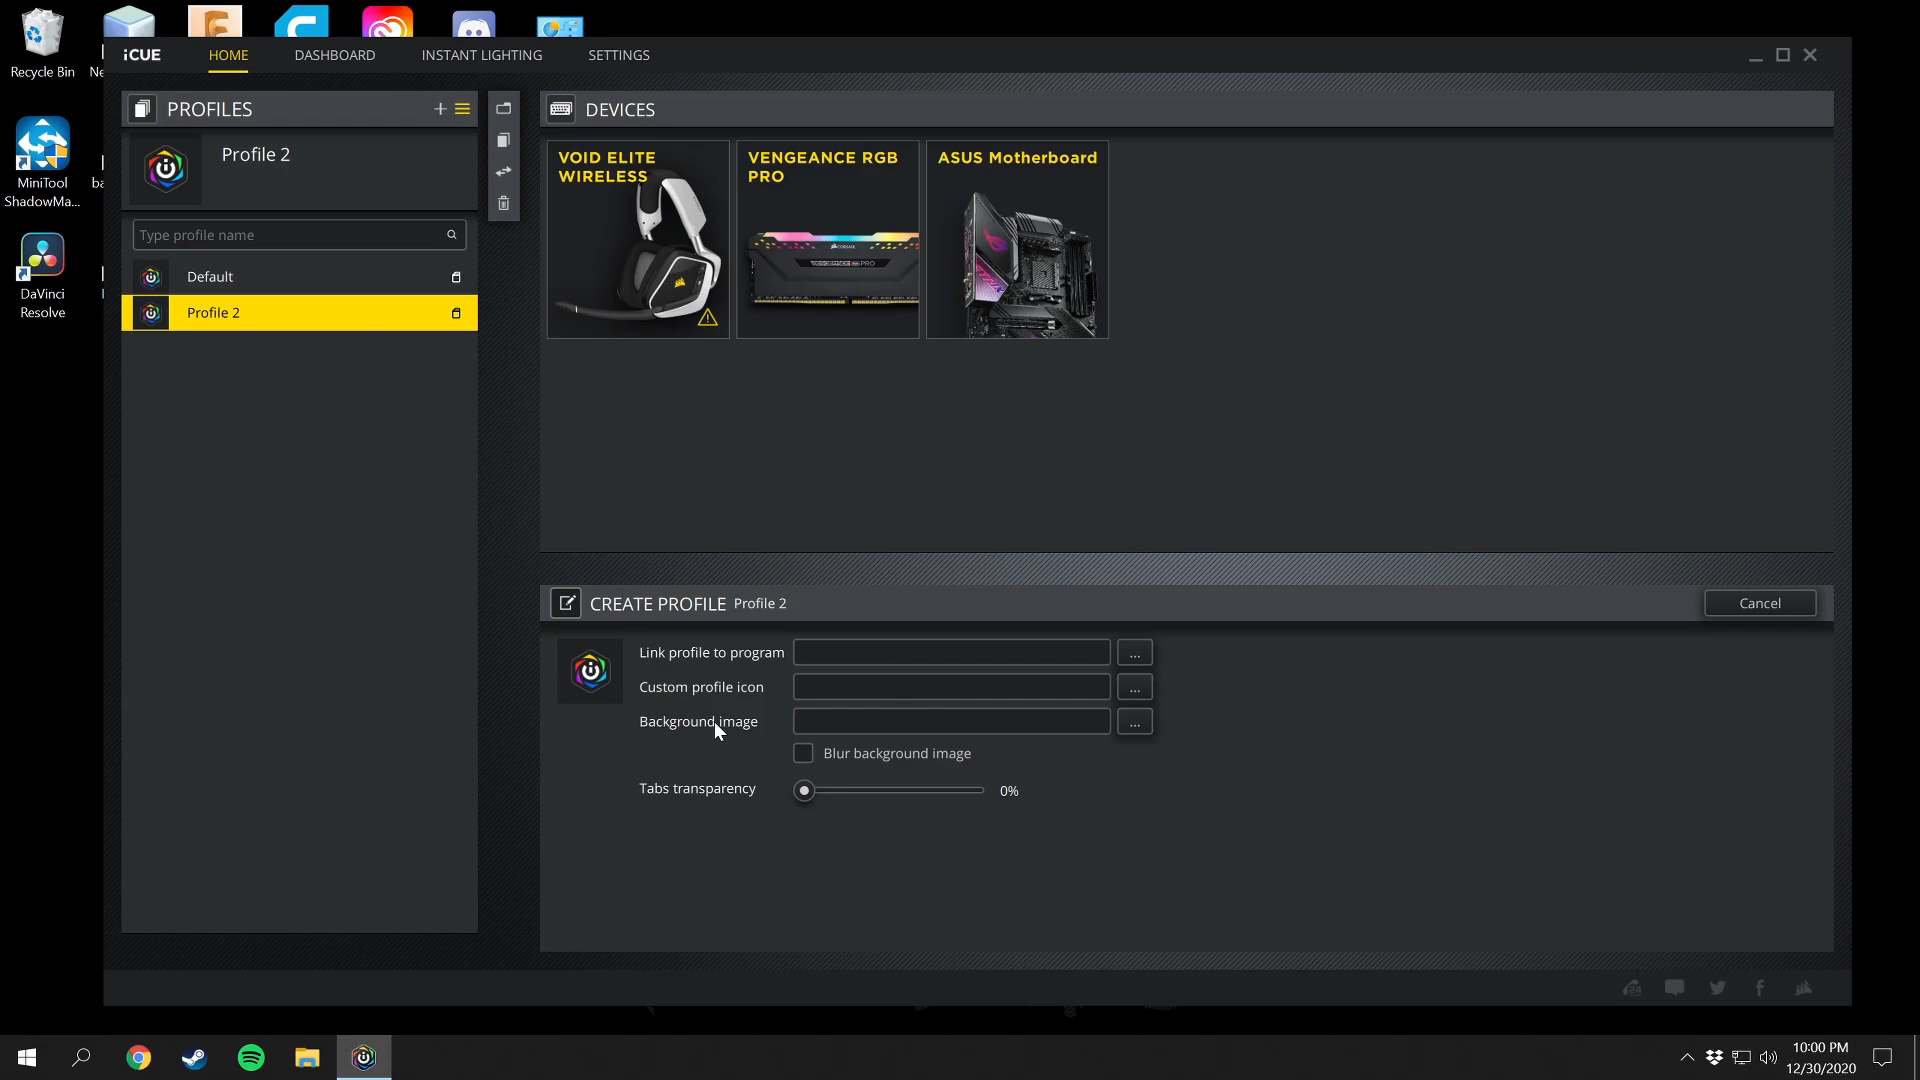 Recycle Bin
Ne
MiniTool
ShadowMa...
ba
DaVinci
Resolve
iCUE
HOME
DASHBOARD
INSTANT LIGHTING
SETTINGS
PROFILES
Profile 2
Type profile name
Default
Profile 2
DEVICES
VOID ELITE
WIRELESS
VENGEANCE RGB
PRO
ASUS Motherboard
CREATE PROFILE Profile 2
Cancel
Link profile to program
...
Custom profile icon
...
Background image
...
Blur background image
Tabs transparency
0%
10:00 PM
12/30/2020